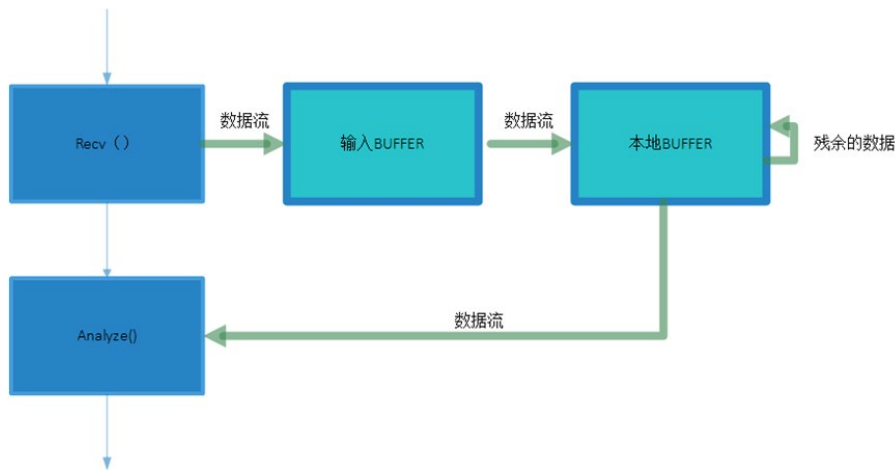 Recv（）
数据流
输入BUFFER
数据流
本地BUFFER
残余的数据
Analyze()
数据流